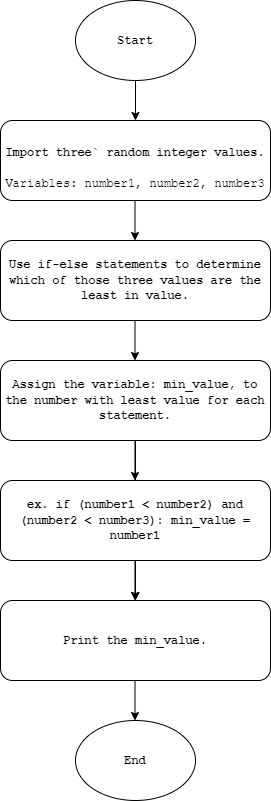 Start
Import three` random integer values.
Variables: number1, number2, number3
Use if-else statements to determine
which of those three values are the
least in value.
Assign the variable: min_value, to
the number with least value for each
statement.
ex. if (number1 < number2) and
(number2 < number3): min_value =
number1
Print the min_value.
End